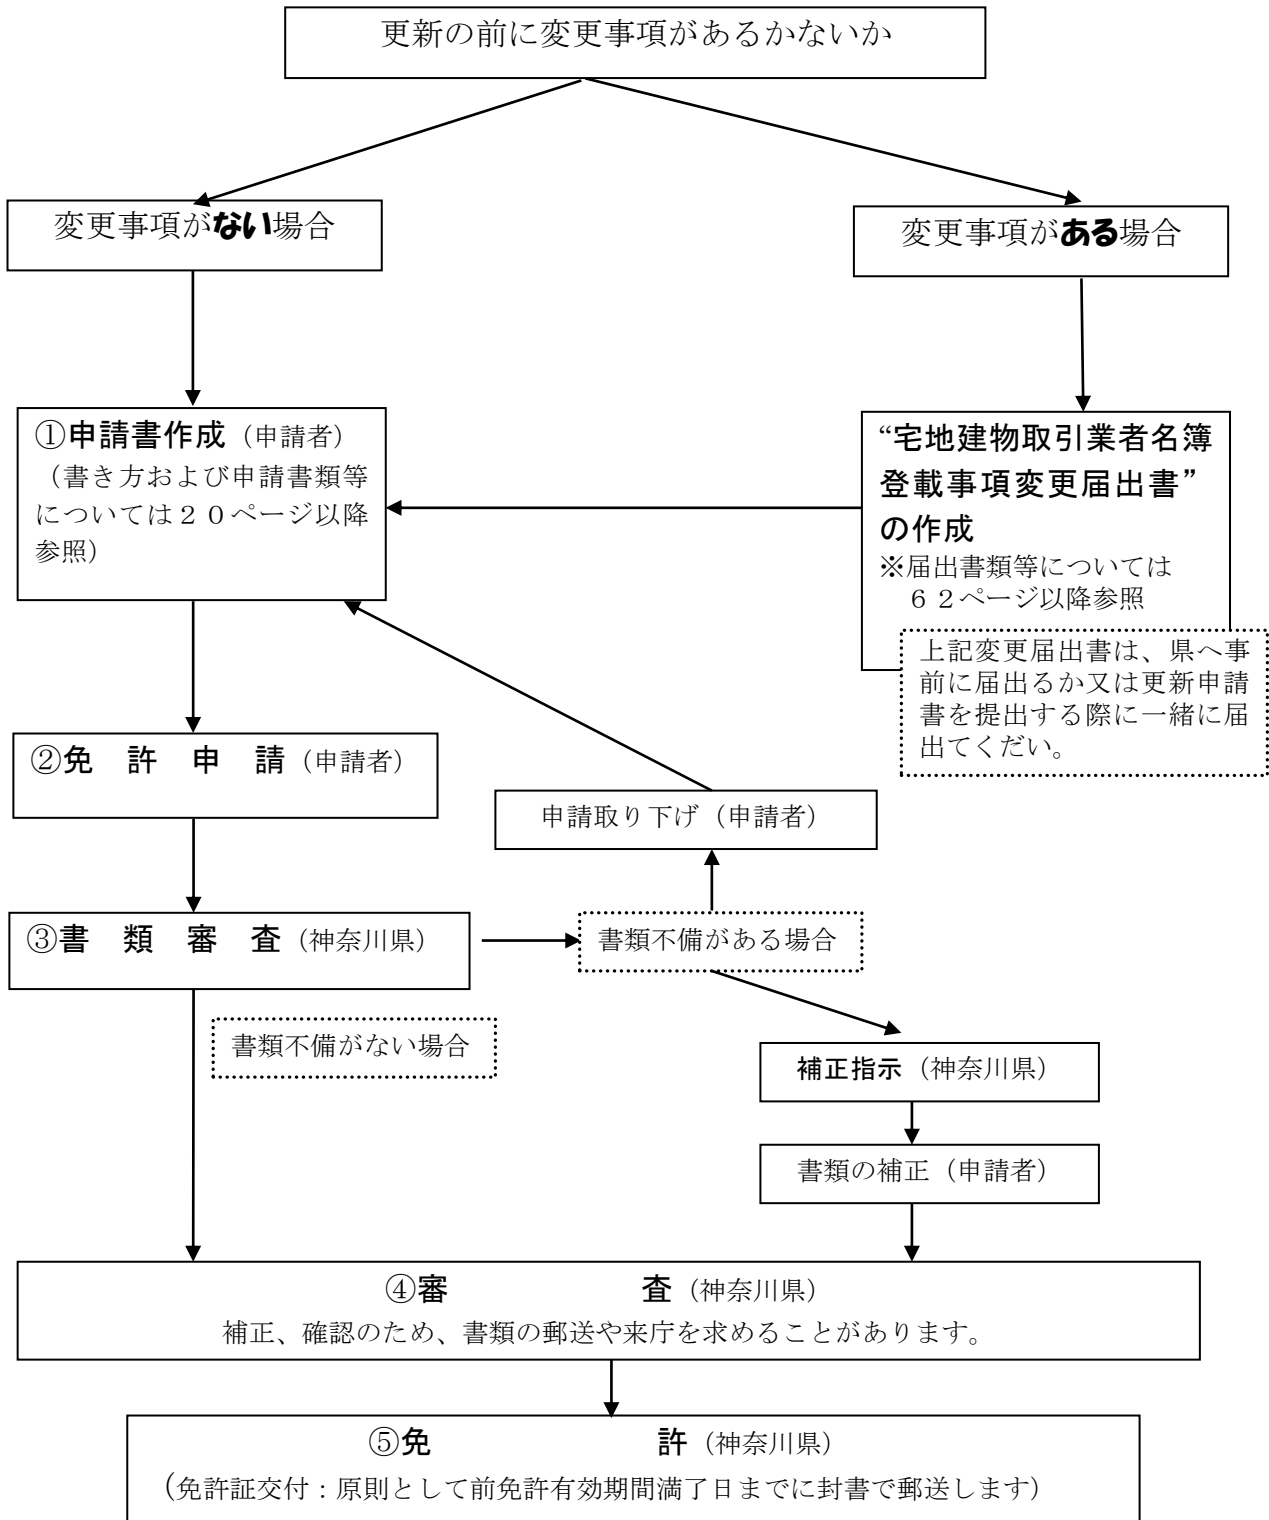 更新の前に変更事項があるかないか
変更事項がない場合
変更事項がある場合
①申請書作成（申請者）
（書き方および申請書類等
については２０ページ以降
参照）
“宅地建物取引業者名簿
登載事項変更届出書”
の作成
※届出書類等については
６２ページ以降参照
上記変更届出書は、県へ事
前に届出るか又は更新申請
書を提出する際に一緒に届
出てくだい。
②免　許　申　請（申請者）
申請取り下げ（申請者）
③書　類　審　査（神奈川県）
書類不備がある場合
書類不備がない場合
補正指示（神奈川県）
書類の補正（申請者）
④審　　　　　　査（神奈川県）
補正、確認のため、書類の郵送や来庁を求めることがあります。
⑤免　　　　　　　許（神奈川県）
(免許証交付：原則として前免許有効期間満了日までに封書で郵送します）